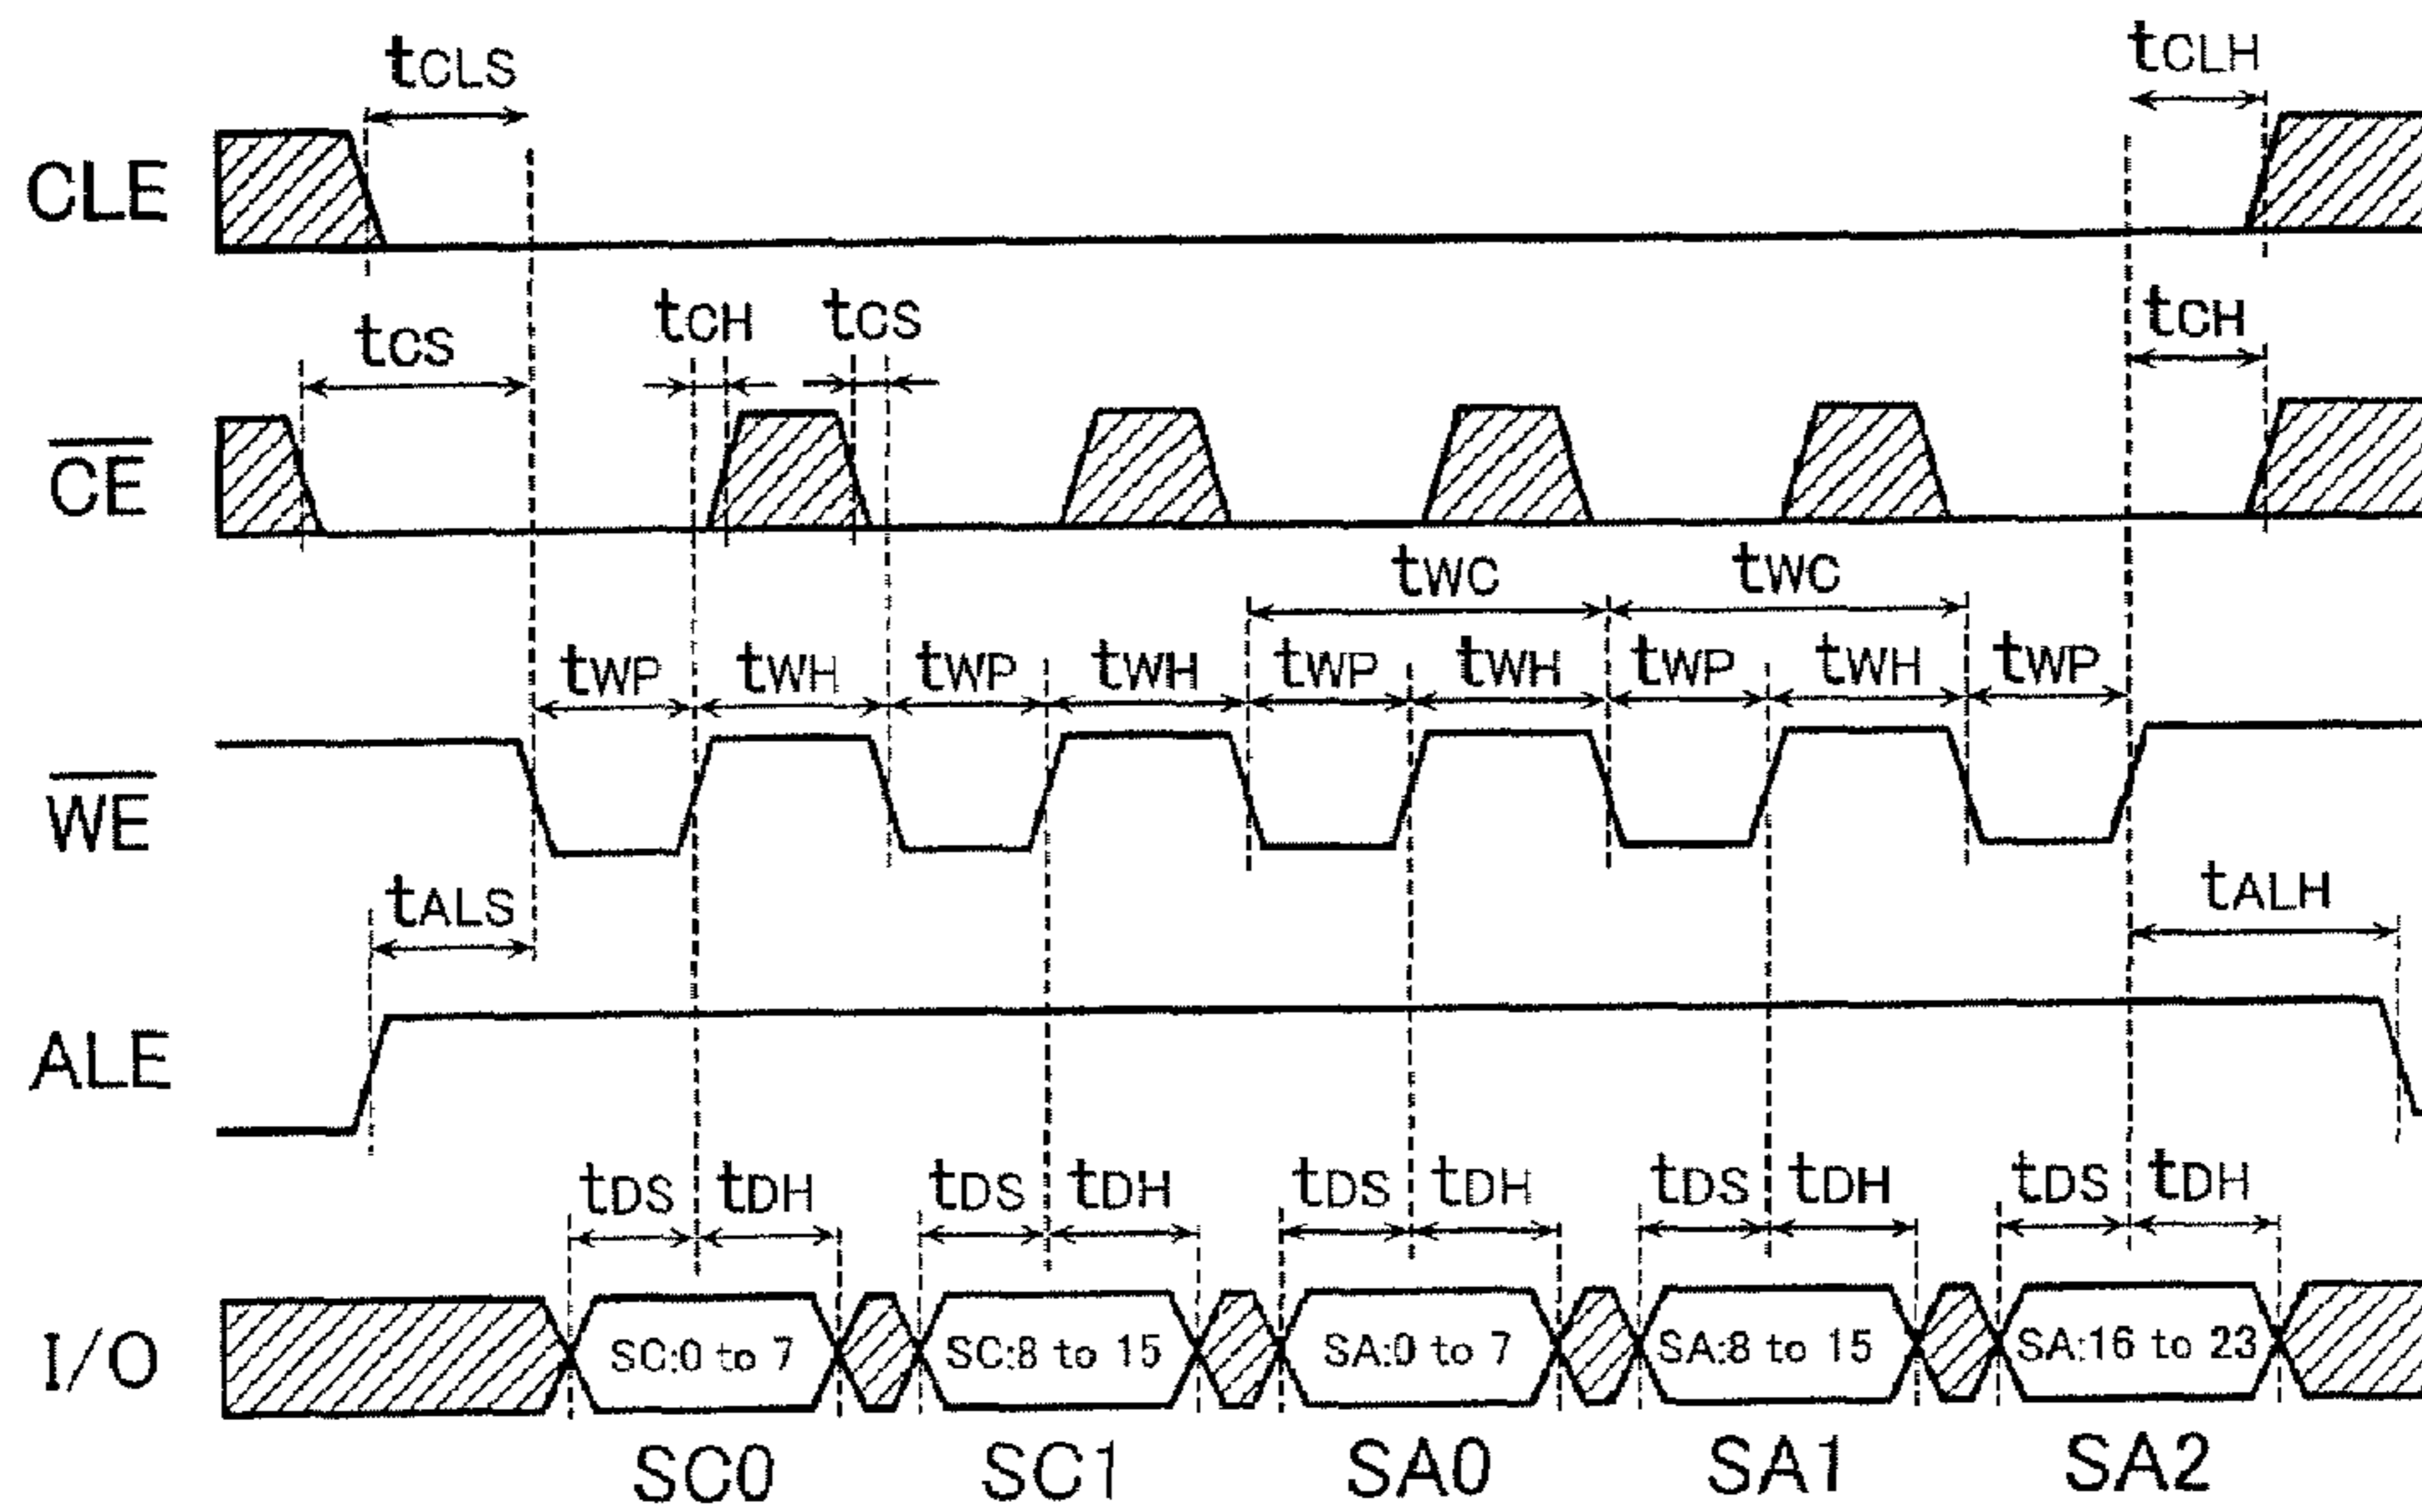 tCLS tCLH
CLE
tCS tCH tCS tCH
CE
tWC tWC
tWP tWH tWP tWH tWP tWH tWP tWH tWP
WE
tALS tALH
ALE
tDS tDH tDS tDH tDS tDH tDS tDH tDS tDH
I/O SC:0 to 7 SC:8 to 15 SA:0 to 7 SA:8 to 15 SA:16 to 23
SC0 SC1 SA0 SA1 SA2